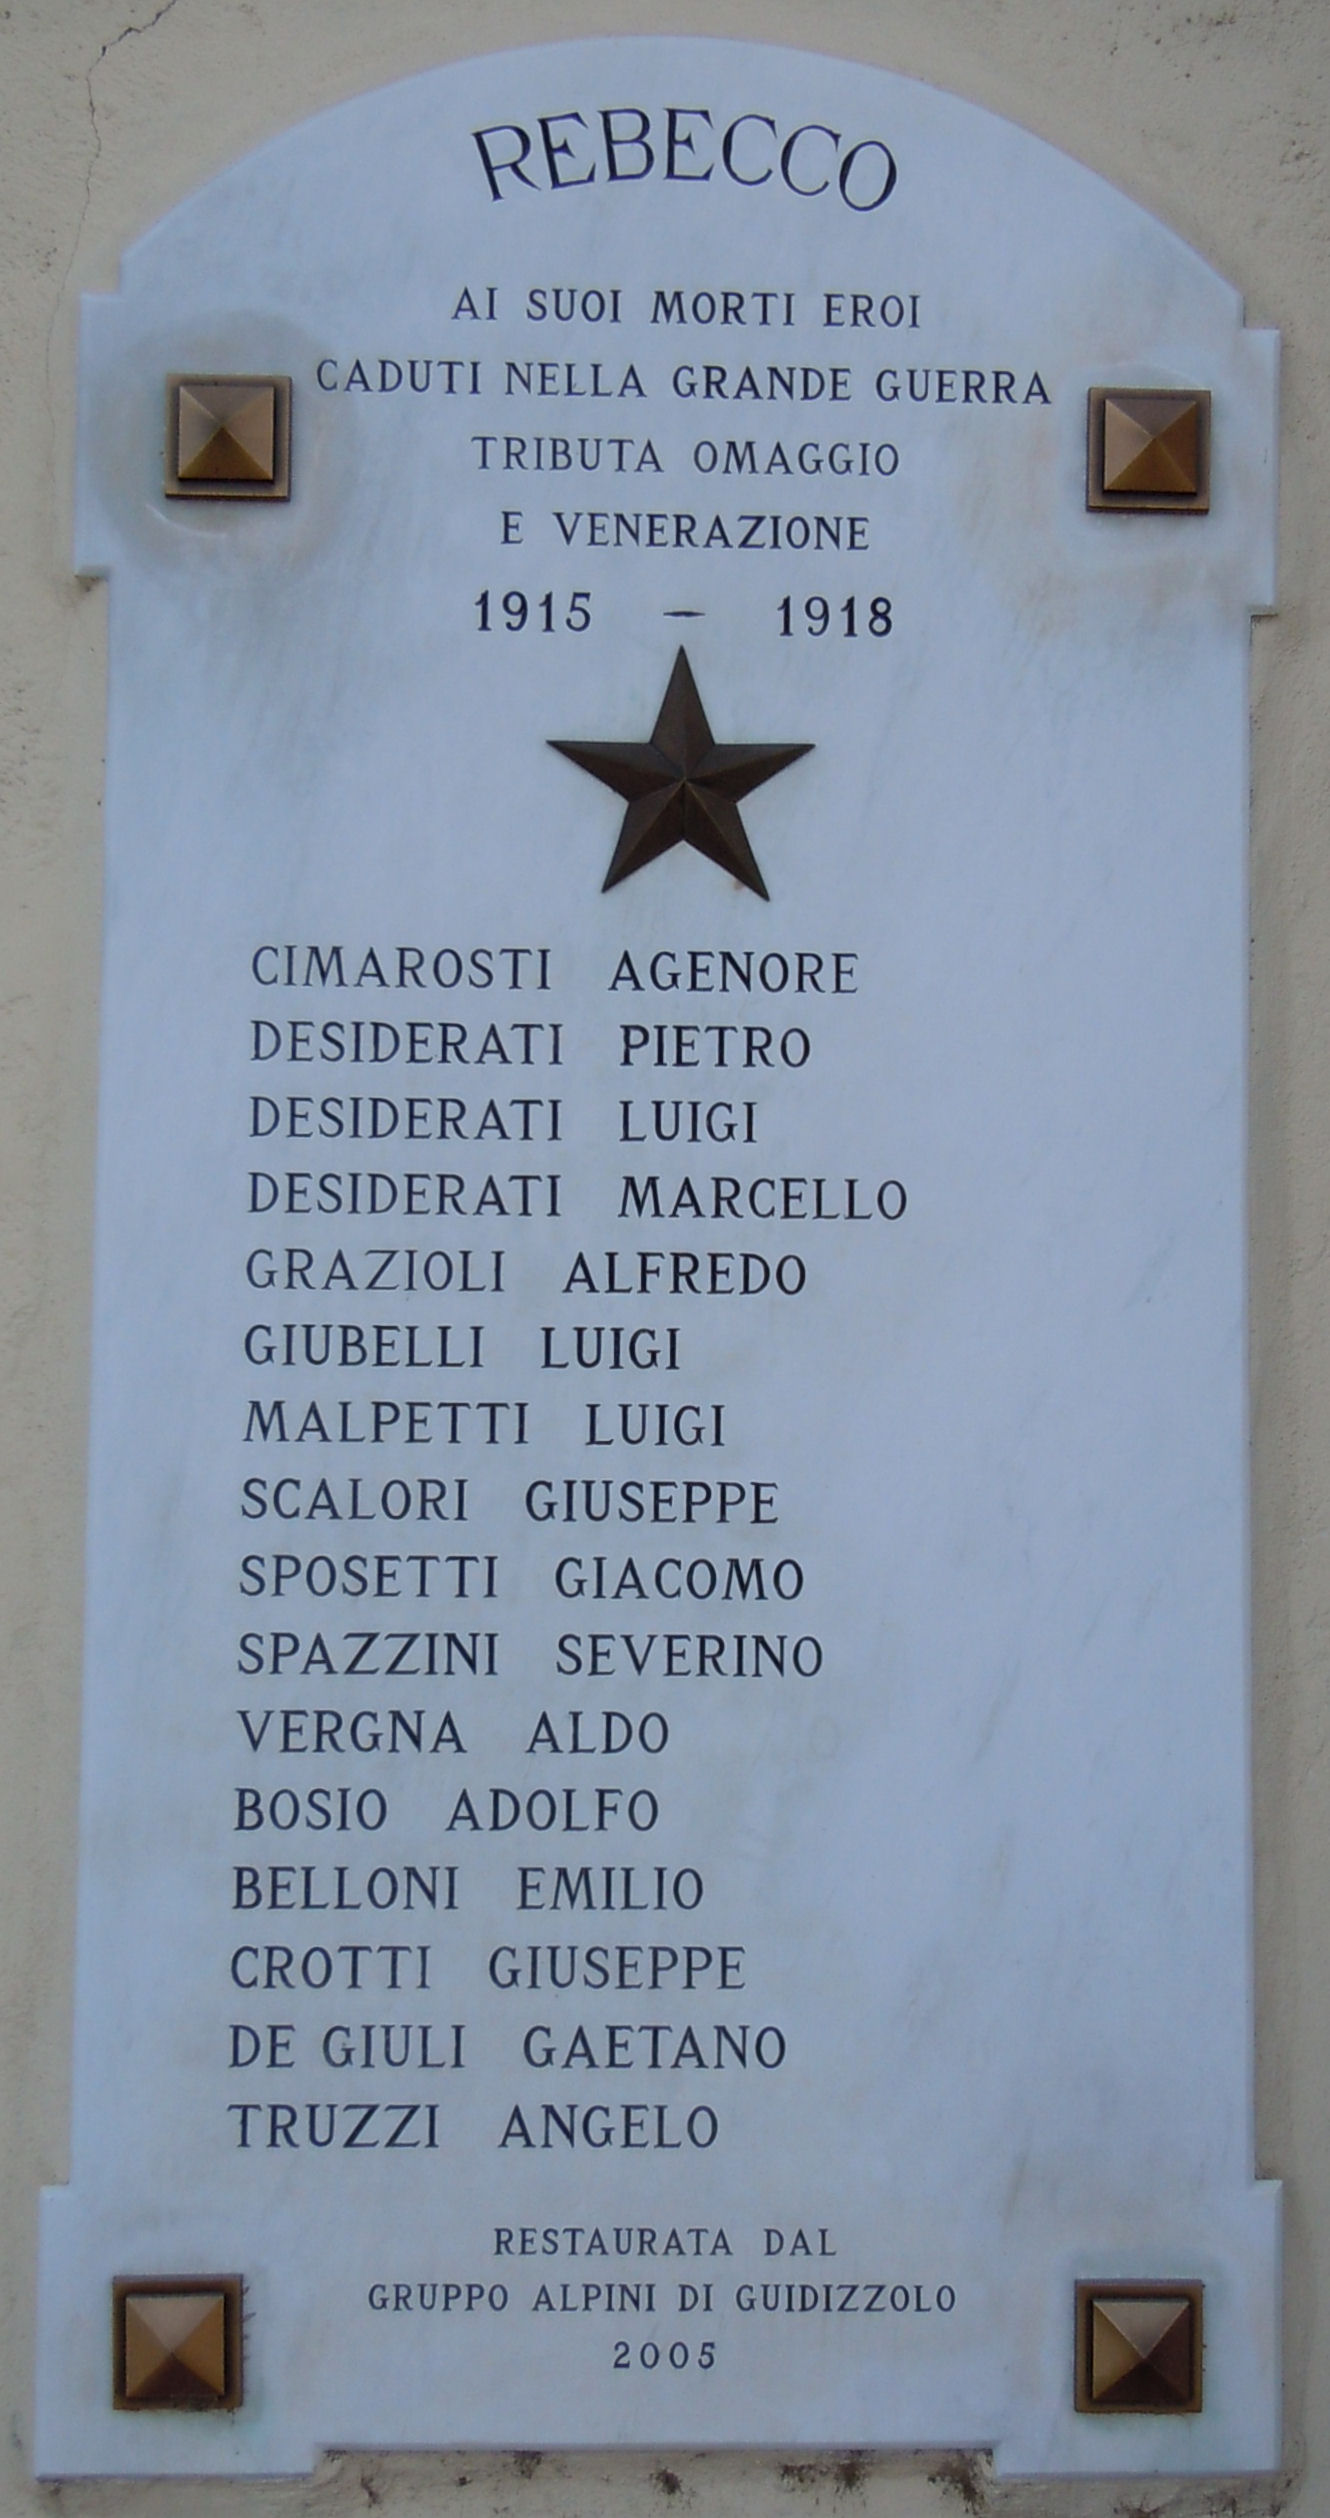 REBECCO
AI SUOI MORTI EROI
CADUTI NELLA GRANDE GUERRA
TRIBUTA OMAGGIO
E VENERAZIONE
1915 – 1918
CIMAROSTI AGENORE
DESIDERATI PIETRO
DESIDERATI LUIGI
DESIDERATI MARCELLO
GRAZIOLI ALFREDO
GIUBELLI LUIGI
MALPETTI LUIGI
SCALORI GIUSEPPE
SPOSETTI GIACOMO
SPAZZINI SEVERINO
VERGNA ALDO
BOSIO ADOLFO
BELLONI EMILIO
CROTTI GIUSEPPE
DE GIULI GAETANO
TRUZZI ANGELO
RESTAURATA DAL
GRUPPO ALPINI DI GUIDIZZOLO
2005